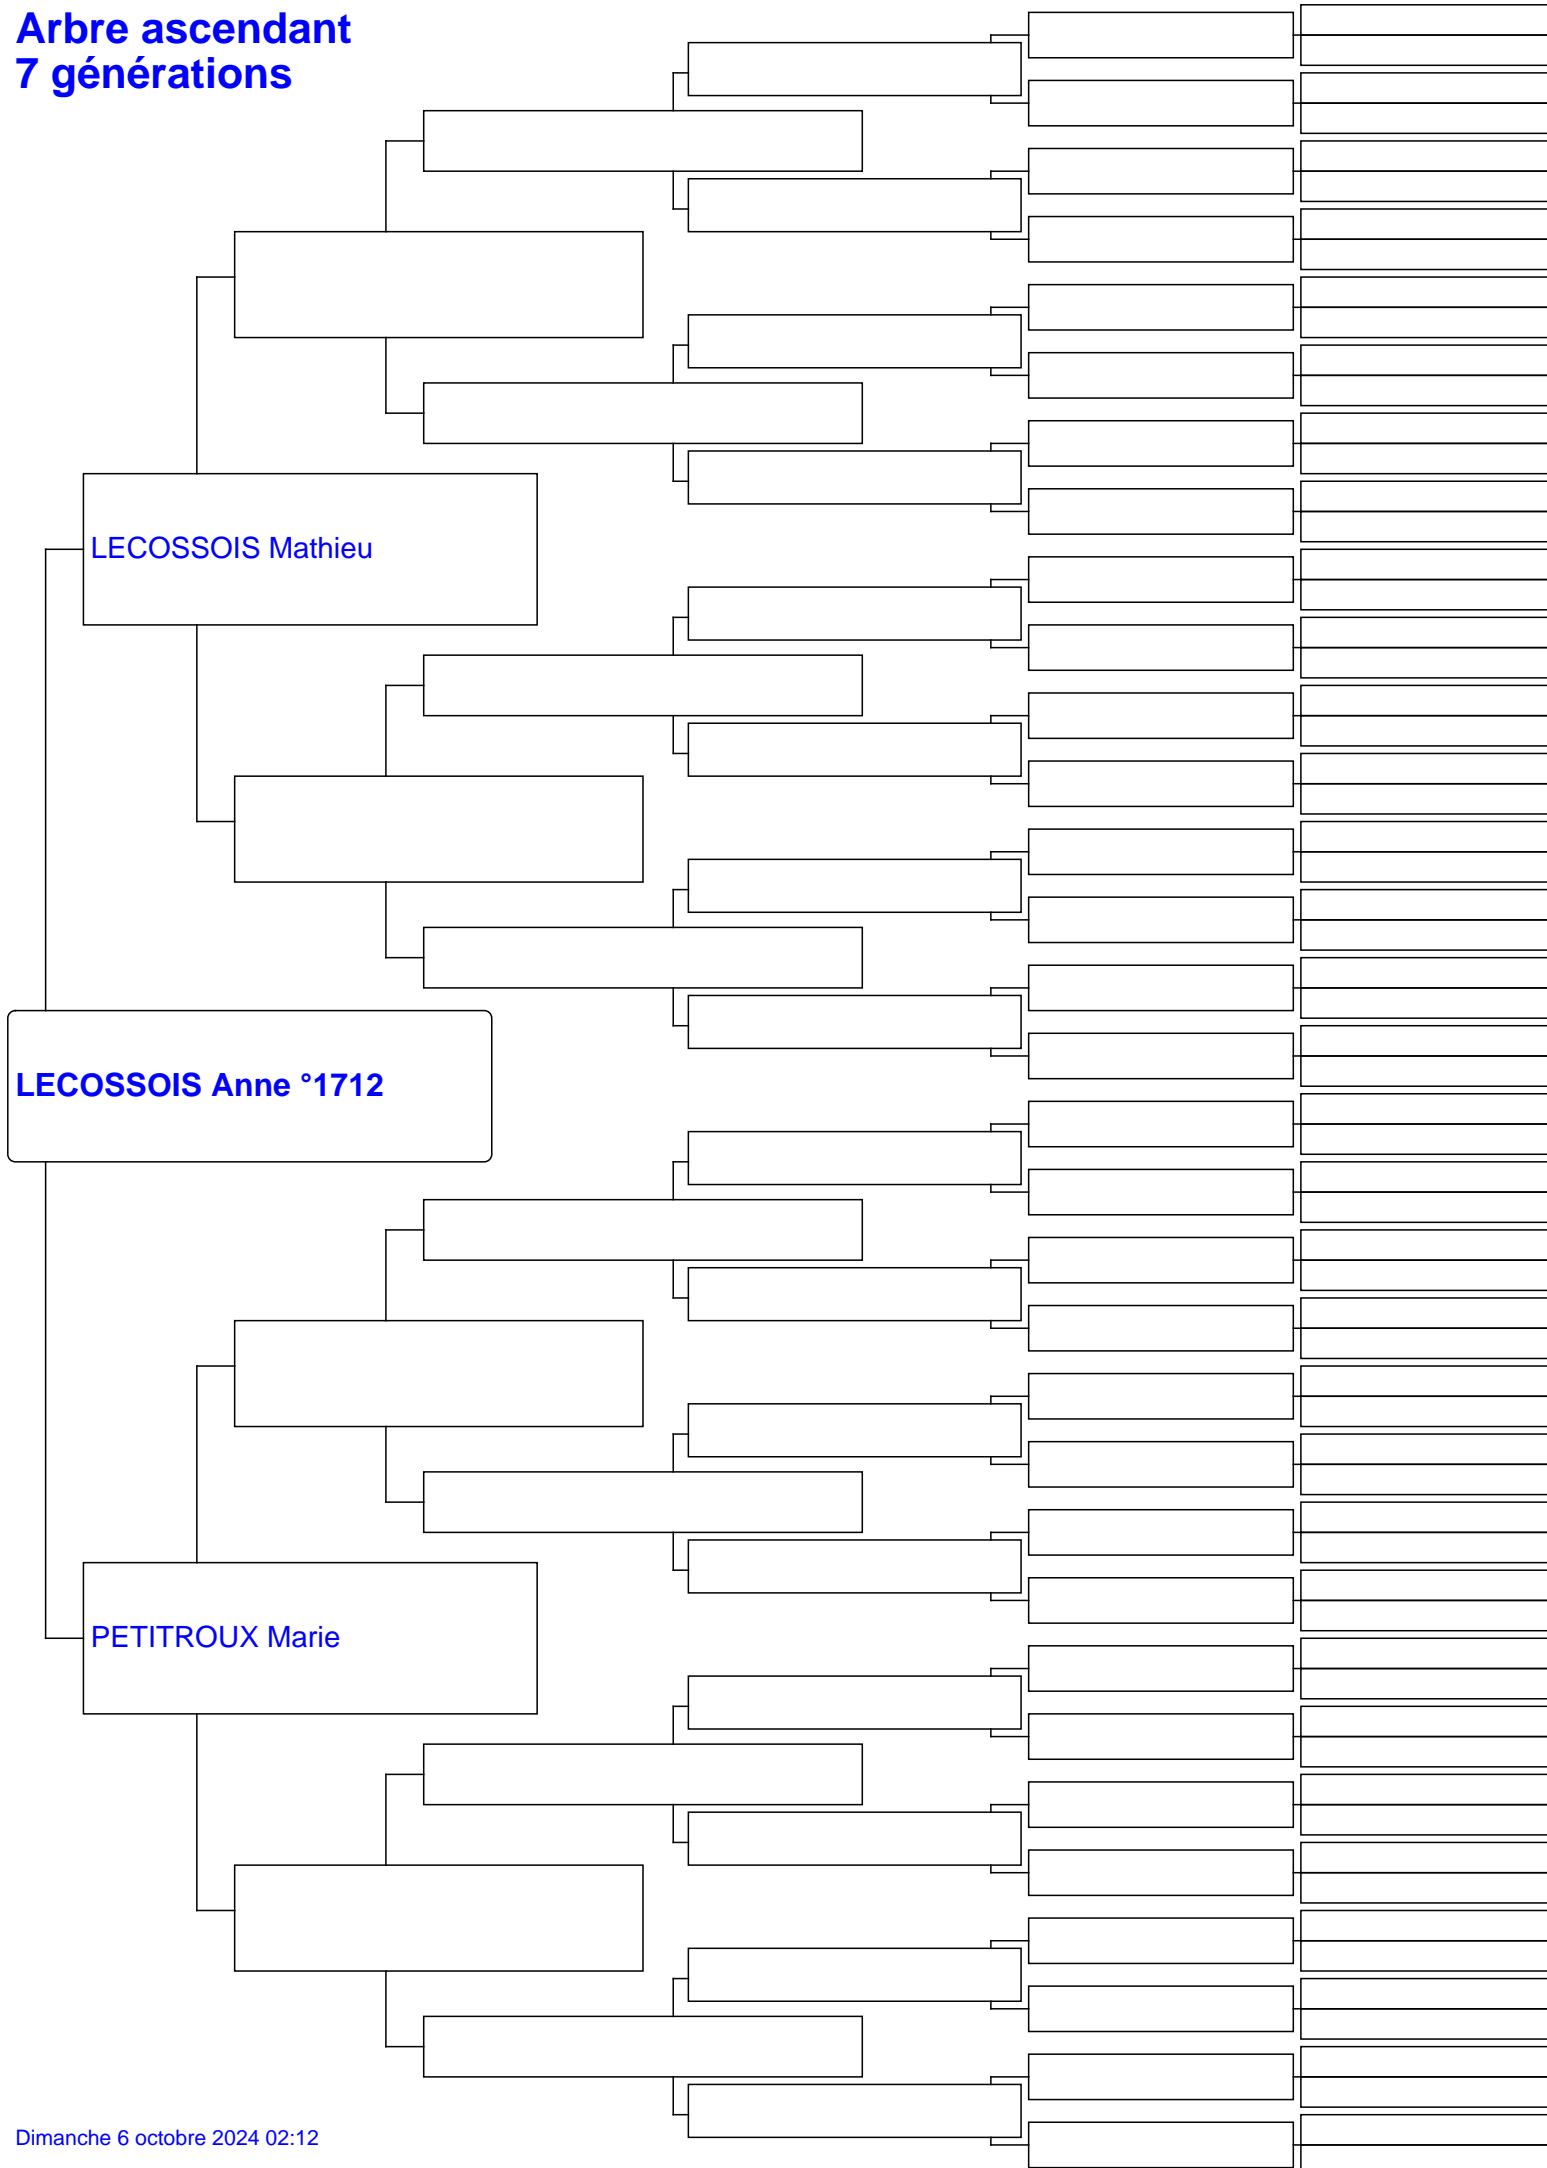 Arbre ascendant
7 générations
LECOSSOIS Mathieu
LECOSSOIS Anne °1712
PETITROUX Marie
Dimanche 6 octobre 2024 02:12